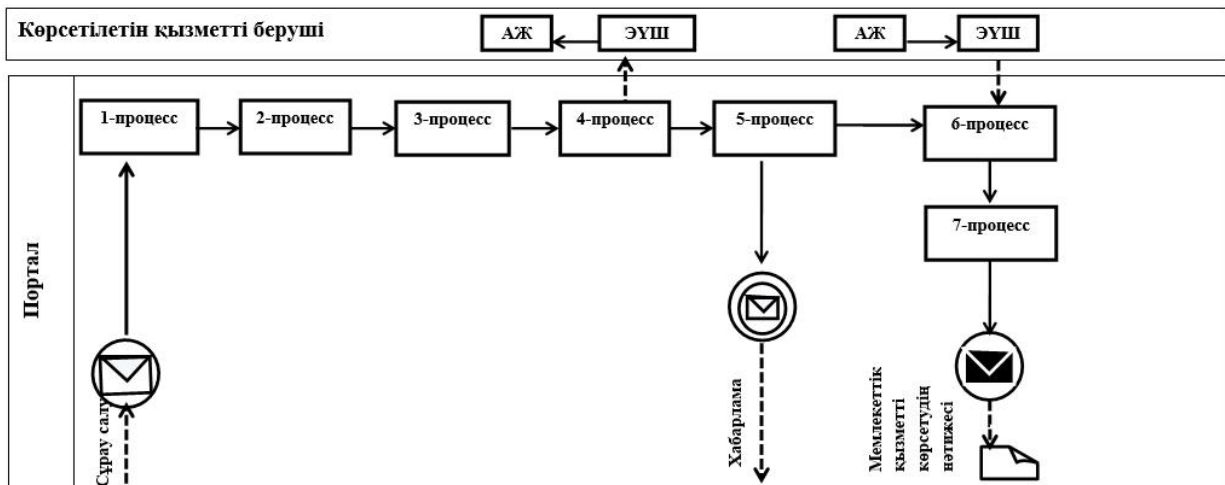 Көрсетілетін қызметті беруші
АЖ
ЭҮШ
АЖ
ЭҮШ
Портал
1-процесс
2-процесс
3-процесс
4-процесс
5-процесс
6-процесс
7-процесс
Сұрау салу
Хабарлама
Мемлекеттік
қызметті
көрсетудің
нәтижесі